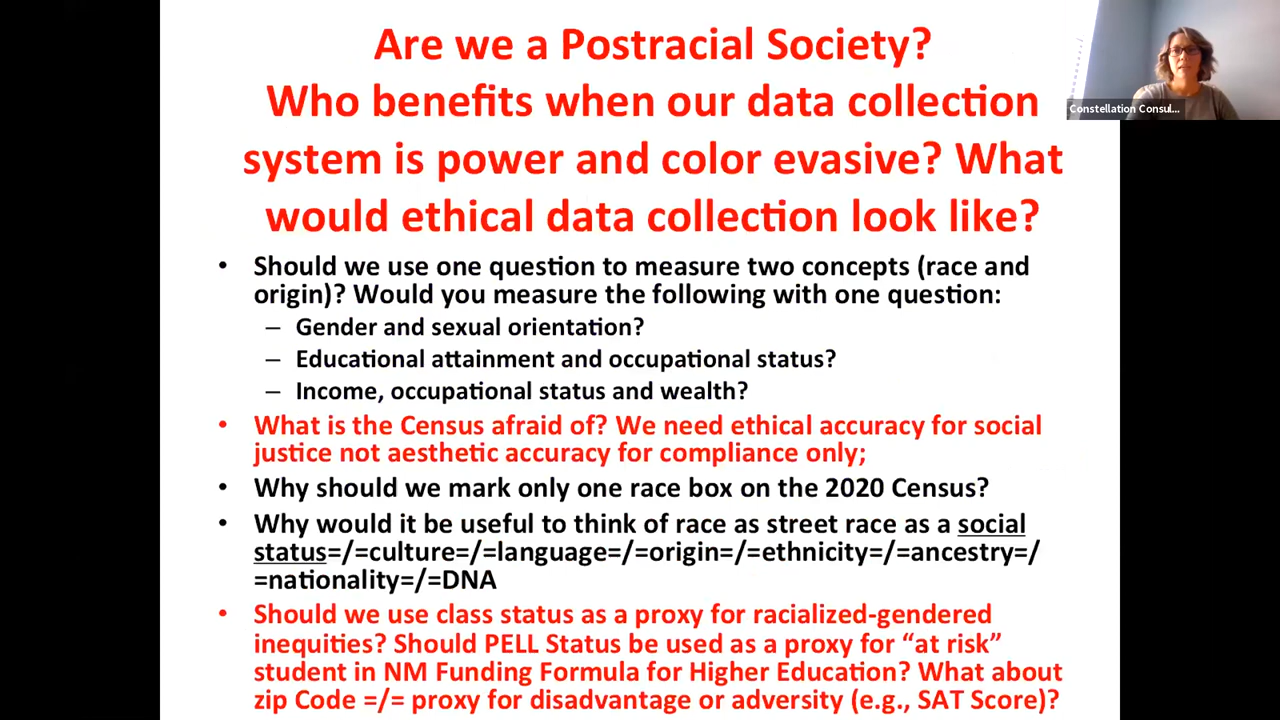 Are we a Postracial Society?
Who benefits when our data collection
system is power and color evasive? What
would ethical data collection look like?
• Should we use one question to measure two concepts (race and
origin)? Would you measure the following with one question:
– Gender and sexual orientation?
– Educational attainment and occupational status?
– Income, occupational status and wealth?
• What is the Census afraid of? We need ethical accuracy for social
justice not aesthetic accuracy for compliance only;
• Why should we mark only one race box on the 2020 Census?
• Why would it be useful to think of race as street race as a social
status=/=culture=/=language=/=origin=/=ethnicity=/=ancestry=/
=nationality=/=DNA
• Should we use class status as a proxy for racialized-gendered
inequities? Should PELL Status be used as a proxy for “at risk”
student in NM Funding Formula for Higher Education? What about
zip Code =/= proxy for disadvantage or adversity (e.g., SAT Score)?
Constellation Consul...